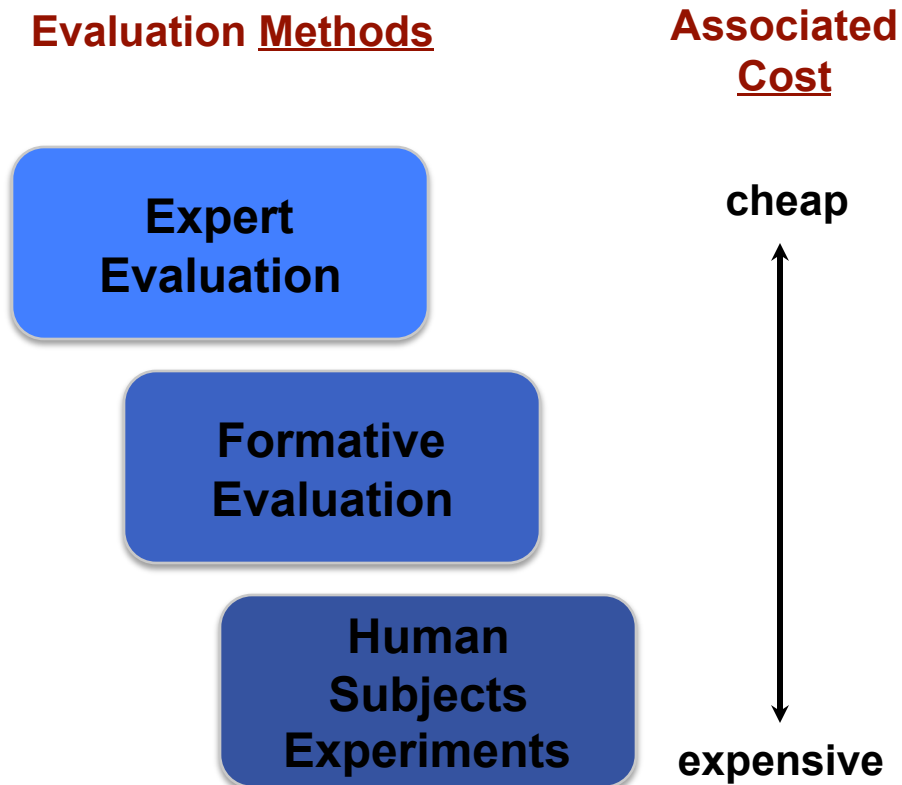 Evaluation Methods
Associated
Cost
Expert
Evaluation
cheap
Formative
Evaluation
Human
Subjects
Experiments
expensive